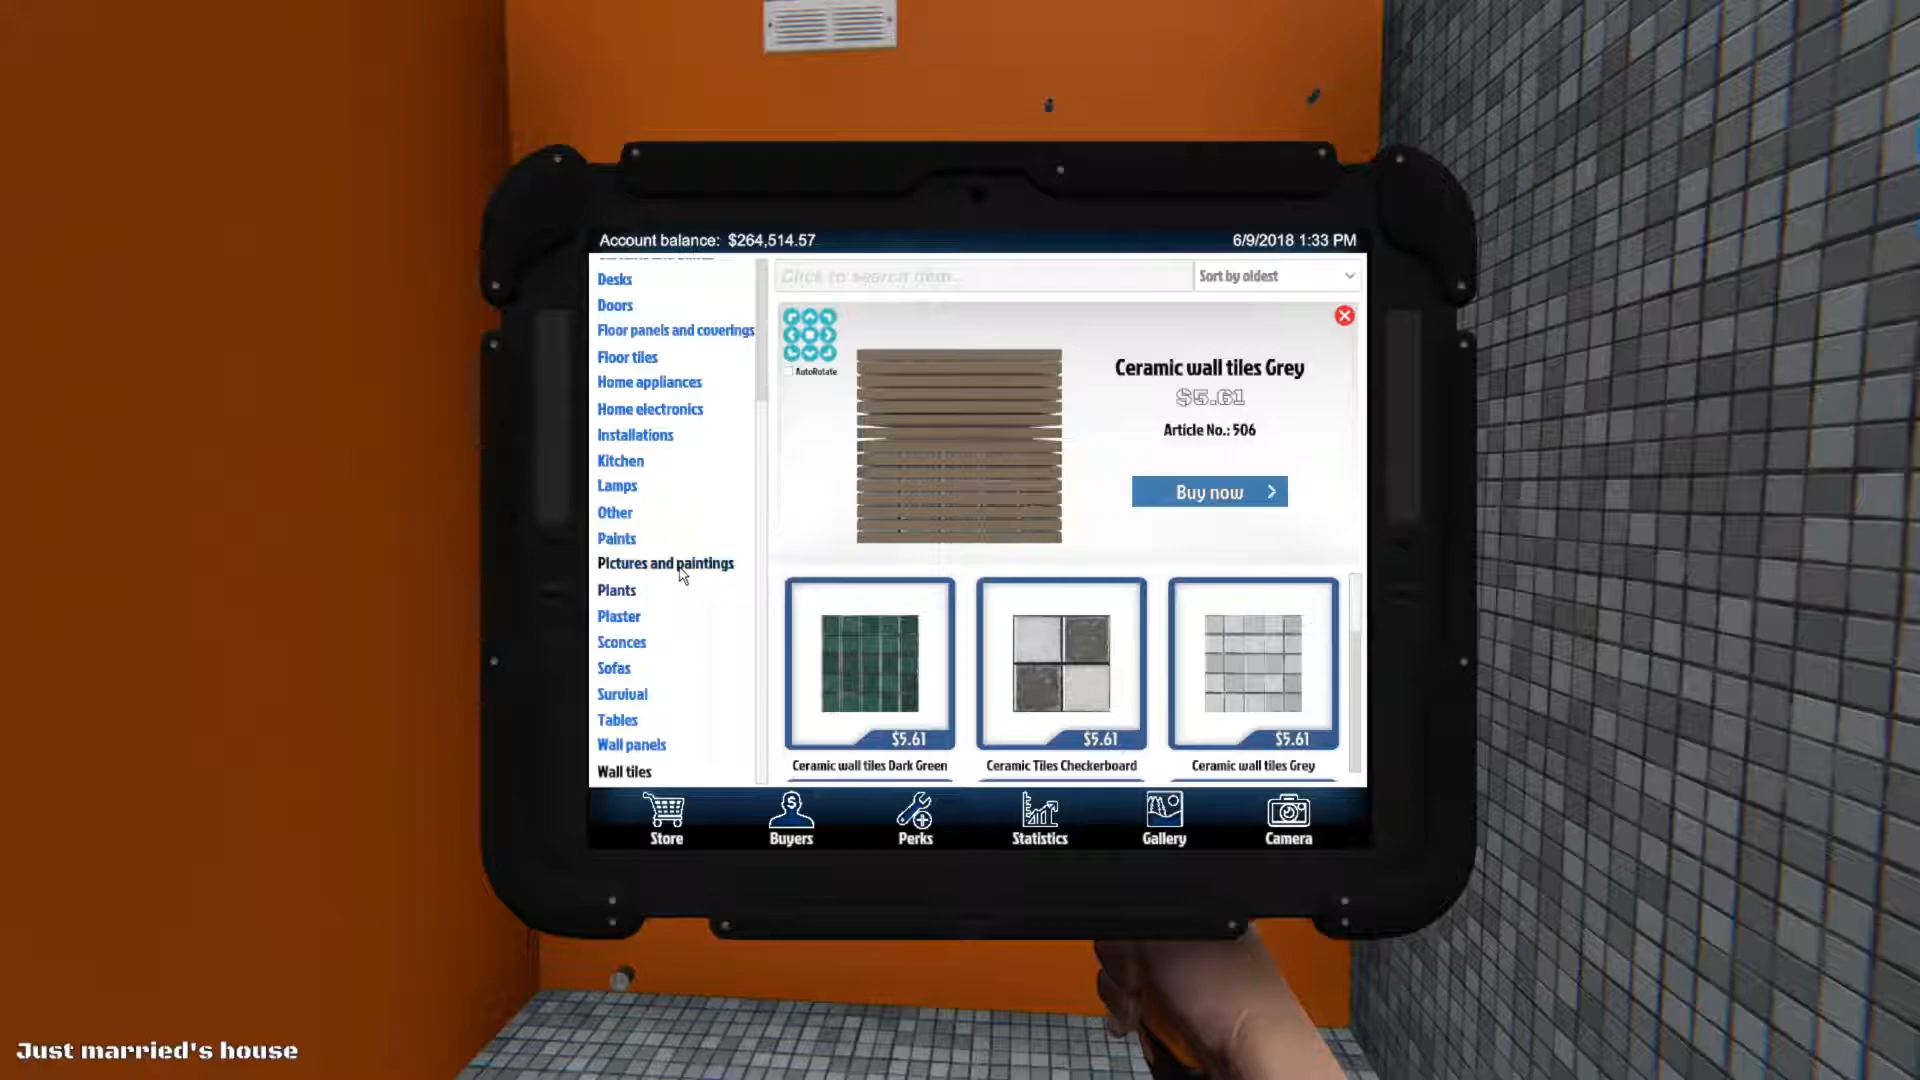 Account balance: $264,514.57
6/9/2018 1:33 PM
Desks
Doors
Floor panels and coverings
Floor tiles
Home appliances
Home electronics
Installations
Kitchen
Lamps
Other
Paints
Pictures and paintings
Plants
Plaster
Sconces
Sofas
Survival
Tables
Wall panels
Wall tiles
Click to search item...
Sort by oldest
AutoRotate
Ceramic wall tiles Grey
$5.61
Article No.: 506
Buy now
$5.61
$5.61
$5.61
Ceramic wall tiles Dark Green
Ceramic Tiles Checkerboard
Ceramic wall tiles Grey
Store
Buyers
Perks
Statistics
Gallery
Camera
Just married's house